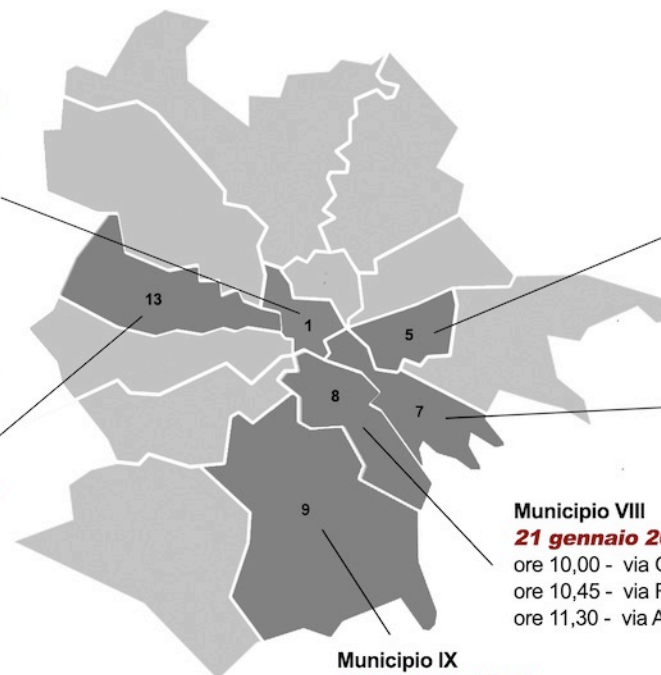 13
1
5
8
7
9
Municipio VIII
21 gennaio
ore 10,00 - via
ore 10,45 - via
ore 11,30 - via
Municipio IX